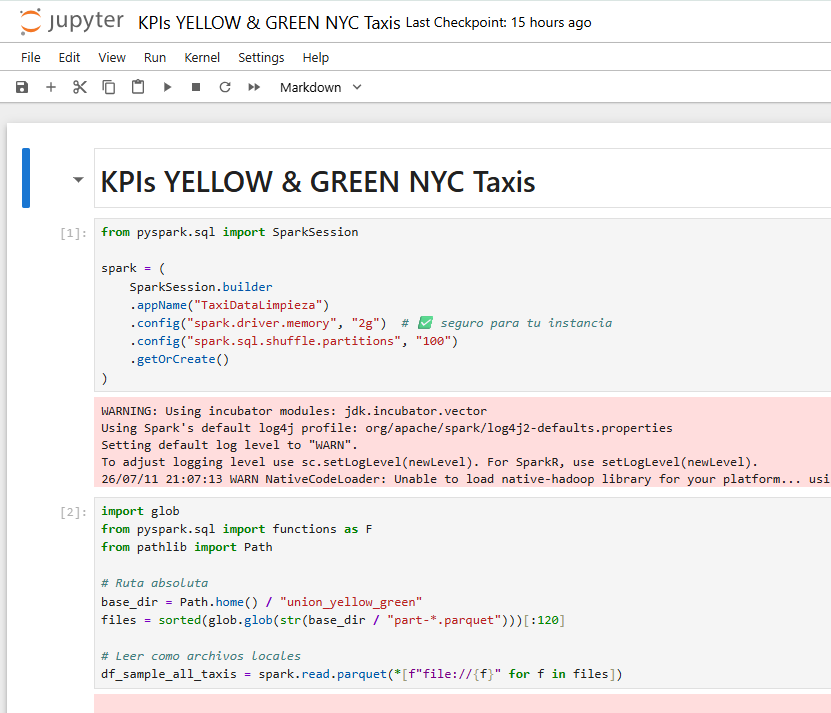 jupyter KPIs YELLOW & GREEN NYC Taxis Last Checkpoint: 15 hours ago
File Edit View Run Kernel Settings Help
Markdown
KPIs YELLOW & GREEN NYC Taxis
[1]:
from pyspark.sql import SparkSession
spark = (
    SparkSession.builder
    .appName("TaxiDataLimpieza")
    .config("spark.driver.memory", "2g")  # ✅ seguro para tu instancia
    .config("spark.sql.shuffle.partitions", "100")
    .getOrCreate()
)
WARNING: Using incubator modules: jdk.incubator.vector
Using Spark's default log4j profile: org/apache/spark/log4j2-defaults.properties
Setting default log level to "WARN".
To adjust logging level use sc.setLogLevel(newLevel). For SparkR, use setLogLevel(newLevel).
26/07/11 21:07:13 WARN NativeCodeLoader: Unable to load native-hadoop library for your platform... usi
[2]:
import glob
from pyspark.sql import functions as F
from pathlib import Path
# Ruta absoluta
base_dir = Path.home() / "union_yellow_green"
files = sorted(glob.glob(str(base_dir / "part-*.parquet")))[:120]
# Leer como archivos locales
df_sample_all_taxis = spark.read.parquet(*[f"file://{f}" for f in files])